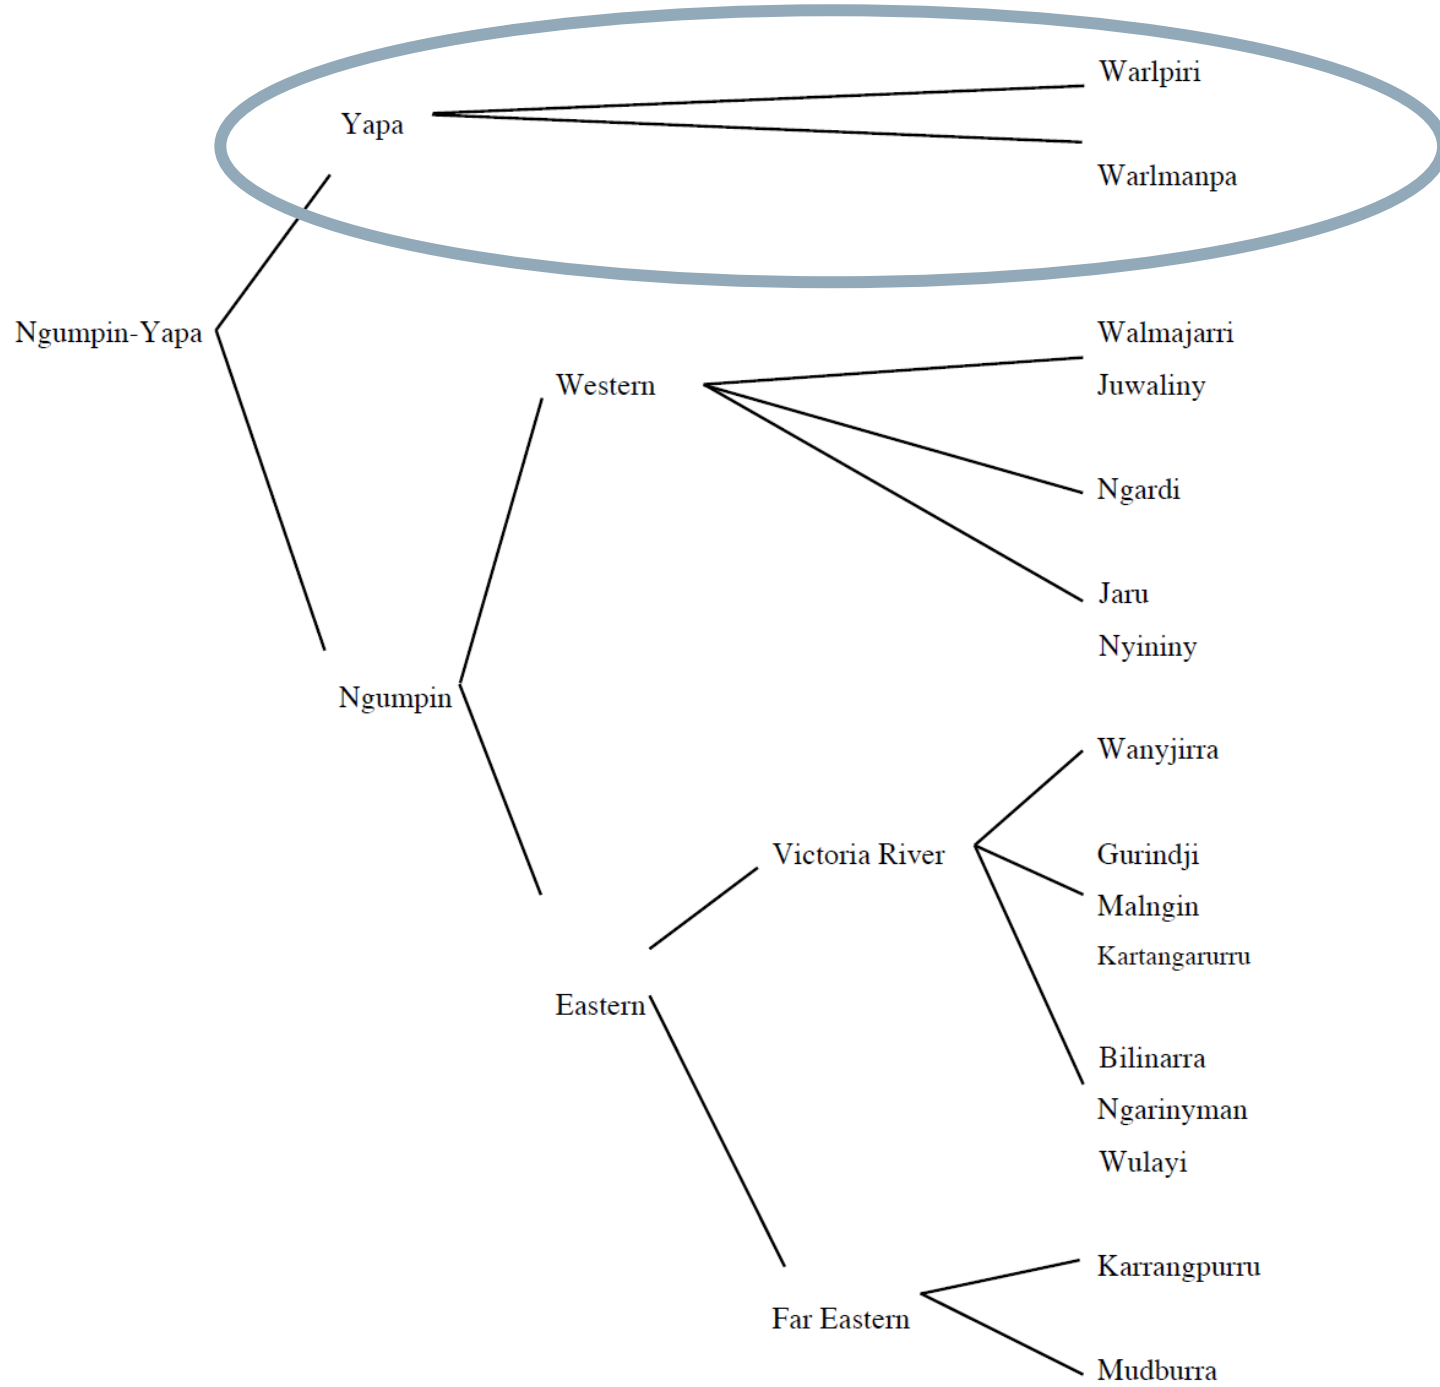 Warlpiri
Yapa
Warlmanpa
Ngumpin-Yapa
Walmajarri
Western
Juwaliny
Ngardi
Jaru
Nyininy
Ngumpin
Wanyjirra
Victoria River
Gurindji
Malngin
Kartangarurru
Eastern
Bilinarra
Ngarinyman
Wulayi
Karrangpurru
Far Eastern
Mudburra